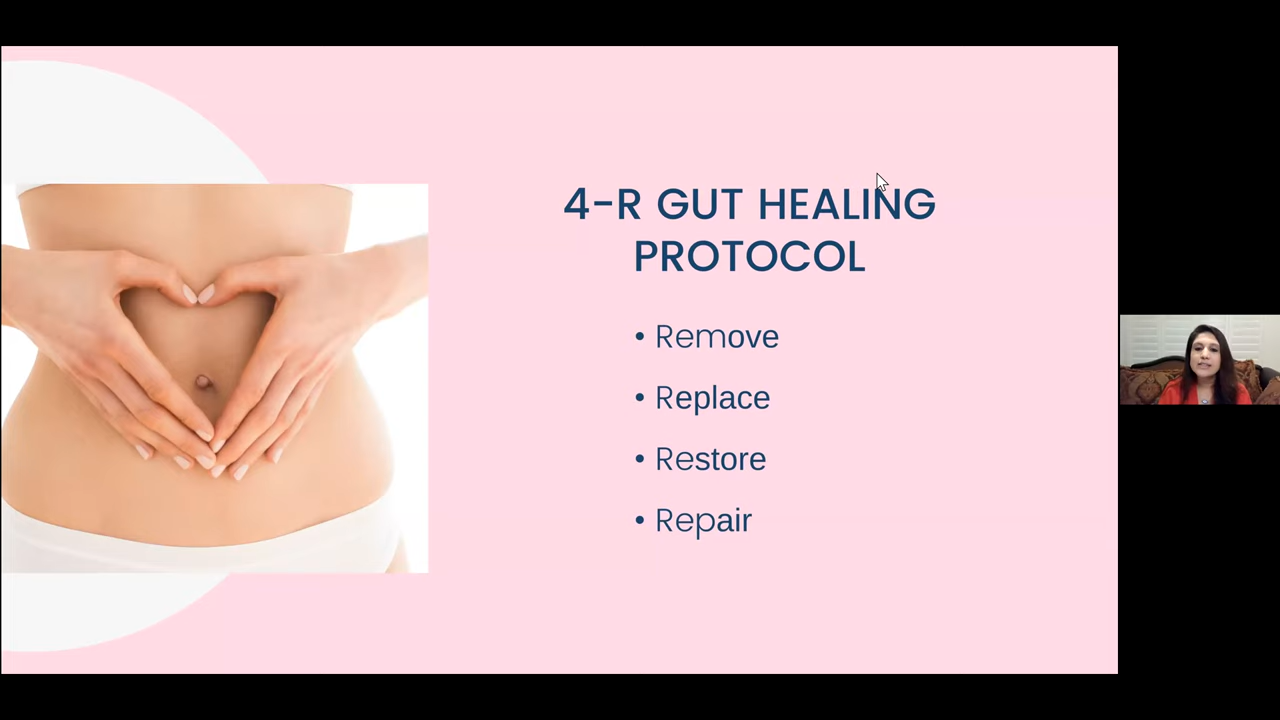 4-R GUT HEALING
PROTOCOL
• Remove
• Replace
• Restore
• Repair